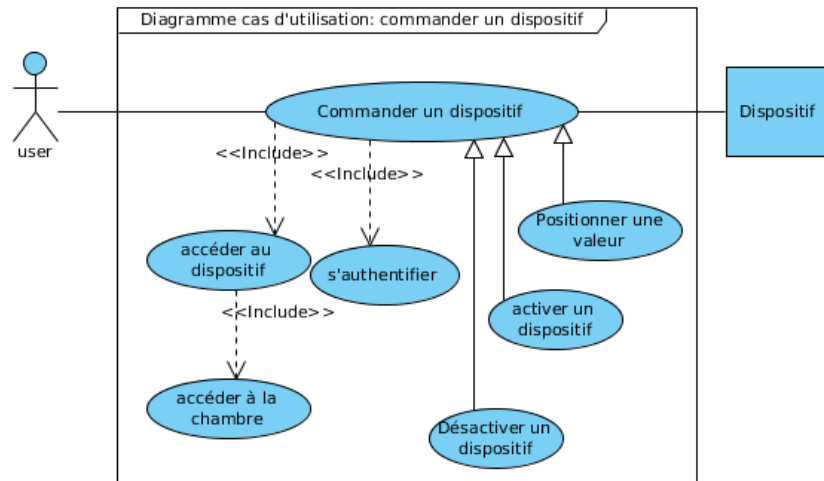 Diagramme cas d'utilisation: commander un dispositif
user
Commander un dispositif
Dispositif
<<Include>>
<<Include>>
Positionner une
valeur
accéder au
dispositif
s'authentifier
<<Include>>
activer un
dispositif
accéder à la
chambre
Désactiver un
dispositif